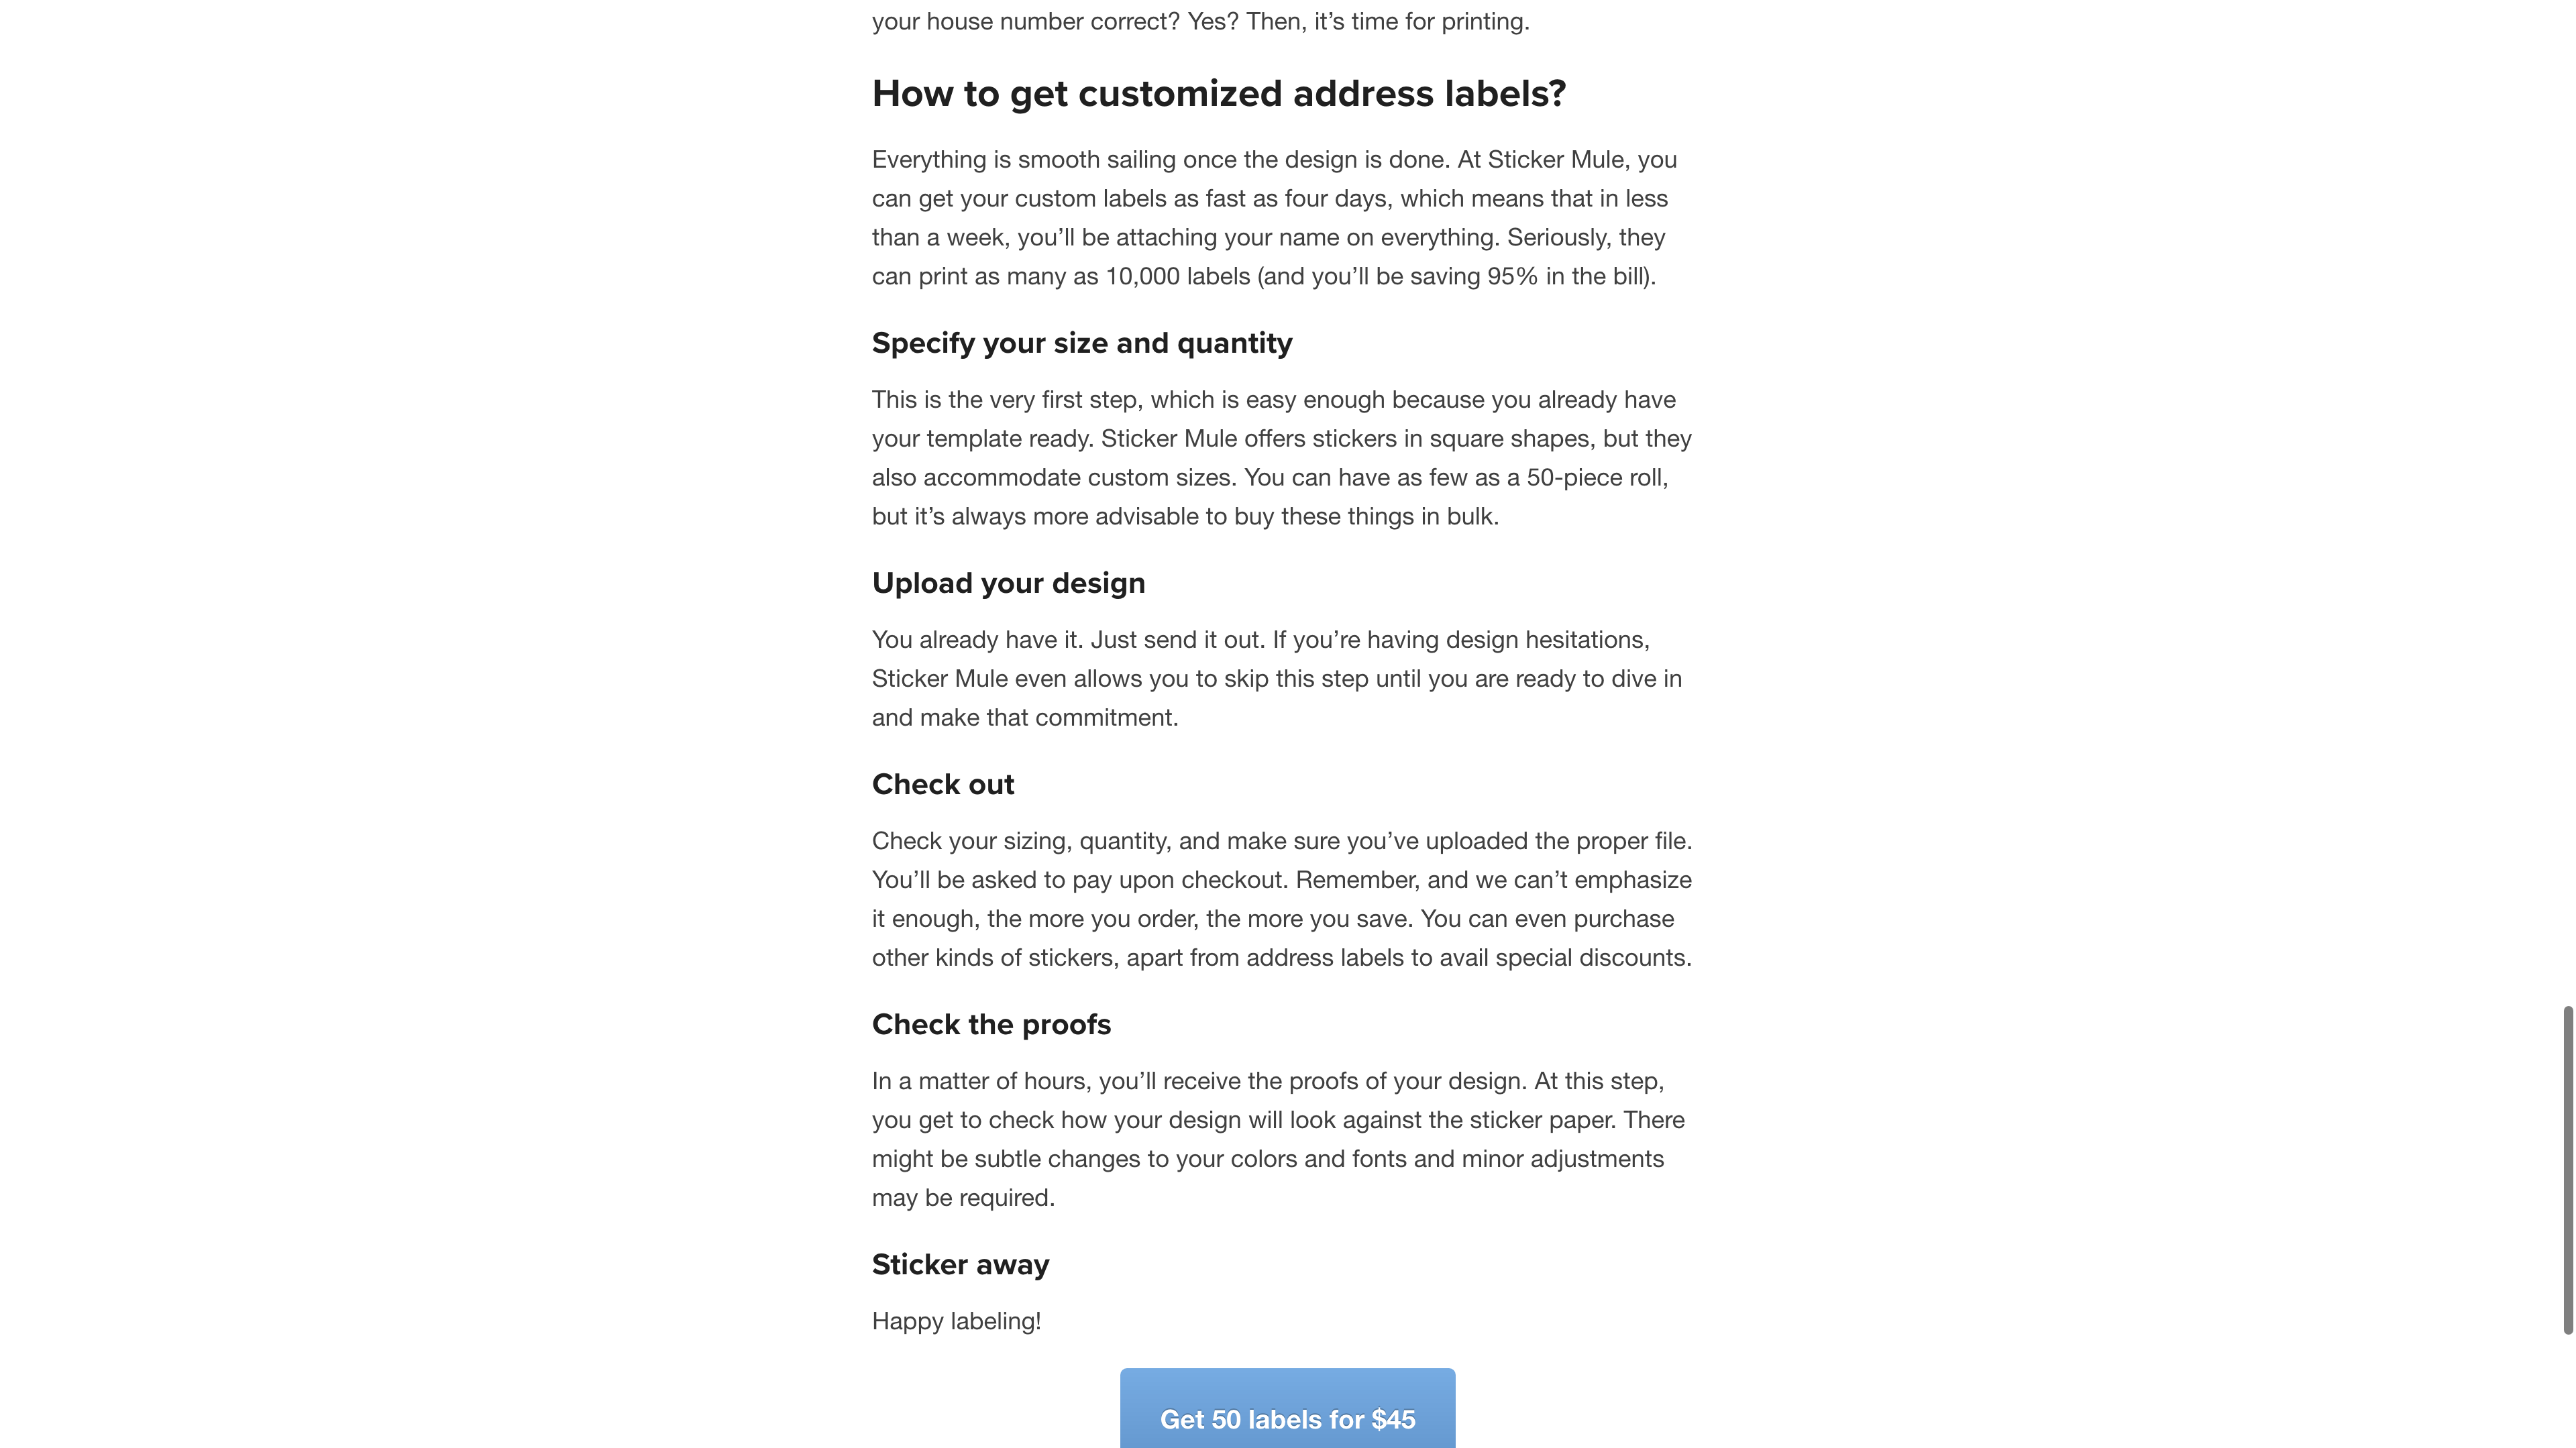 your house number correct? Yes? Then, it’s time for printing.
How to get customized address labels?
Everything is smooth sailing once the design is done. At Sticker Mule, you
can get your custom labels as fast as four days, which means that in less
than a week, you’ll be attaching your name on everything. Seriously, they
can print as many as 10,000 labels (and you’ll be saving 95% in the bill).
Specify your size and quantity
This is the very first step, which is easy enough because you already have
your template ready. Sticker Mule offers stickers in square shapes, but they
also accommodate custom sizes. You can have as few as a 50-piece roll,
but it’s always more advisable to buy these things in bulk.
Upload your design
You already have it. Just send it out. If you’re having design hesitations,
Sticker Mule even allows you to skip this step until you are ready to dive in
and make that commitment.
Check out
Check your sizing, quantity, and make sure you’ve uploaded the proper file.
You’ll be asked to pay upon checkout. Remember, and we can’t emphasize
it enough, the more you order, the more you save. You can even purchase
other kinds of stickers, apart from address labels to avail special discounts.
Check the proofs
In a matter of hours, you’ll receive the proofs of your design. At this step,
you get to check how your design will look against the sticker paper. There
might be subtle changes to your colors and fonts and minor adjustments
may be required.
Sticker away
Happy labeling!
Get 50 labels for $45